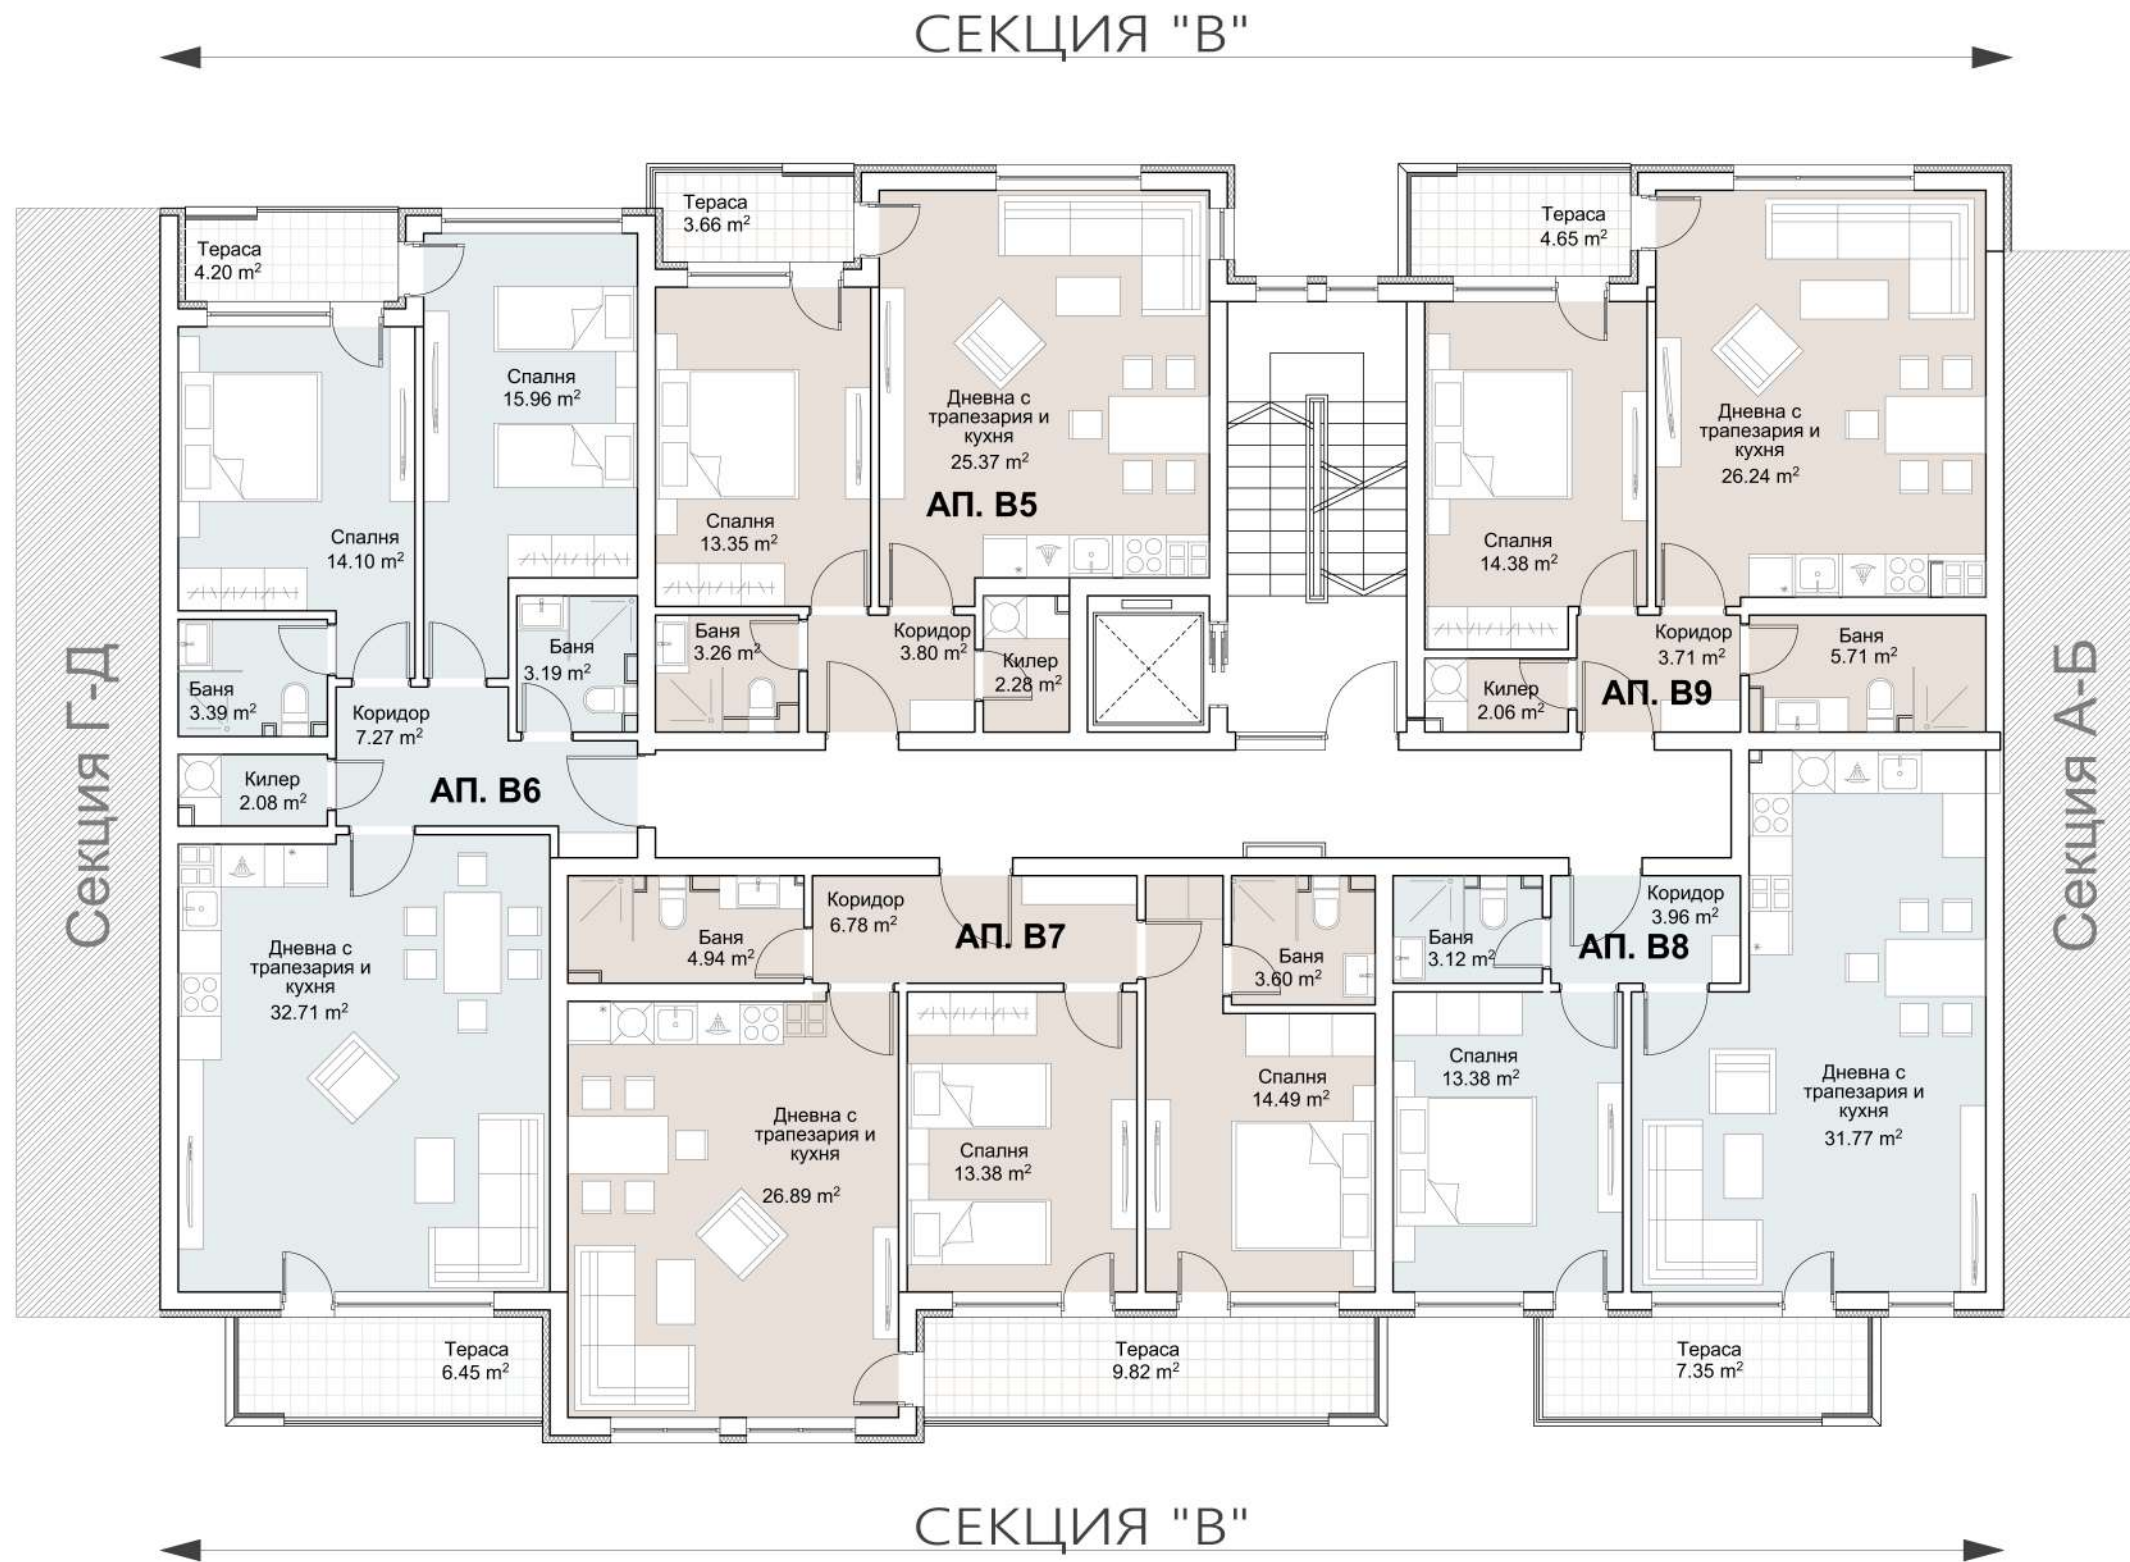 СЕКЦИЯ "В"
Секция Г-Д
Секция А-Б
Тераса
4.20 m²
Спалня
15.96 m²
Спалня
14.10 m²
Баня
3.39 m²
Баня
3.19 m²
Коридор
7.27 m²
Килер
2.08 m²
АП. В6
Дневна с
трапезария и
кухня
32.71 m²
Тераса
6.45 m²
Тераса
3.66 m²
Дневна с
трапезария и
кухня
25.37 m²
АП. В5
Спалня
13.35 m²
Баня
3.26 m²
Коридор
3.80 m²
Килер
2.28 m²
Тераса
4.65 m²
Дневна с
трапезария и
кухня
26.24 m²
Спалня
14.38 m²
Коридор
3.71 m²
Баня
5.71 m²
Килер
2.06 m²
АП. В9
Баня
4.94 m²
Коридор
6.78 m²
АП. В7
Баня
3.60 m²
Дневна с
трапезария и
кухня
26.89 m²
Спалня
13.38 m²
Спалня
14.49 m²
Тераса
9.82 m²
Баня
3.12 m²
Коридор
3.96 m²
АП. В8
Спалня
13.38 m²
Дневна с
трапезария и
кухня
31.77 m²
Тераса
7.35 m²
СЕКЦИЯ "В"